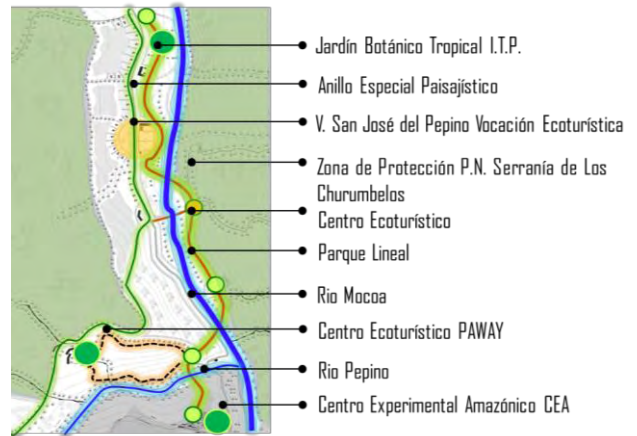 Jardín Botánico Tropical I.T.P.
Anillo Especial Paisajístico
V. San José del Pepino Vocación Ecoturística
Zona de Protección P.N. Serranía de Los
Churumbelos
Centro Ecoturístico
Parque Lineal
Rio Mocoa
Centro Ecoturístico PAWAY
Rio Pepino
Centro Experimental Amazónico CEA